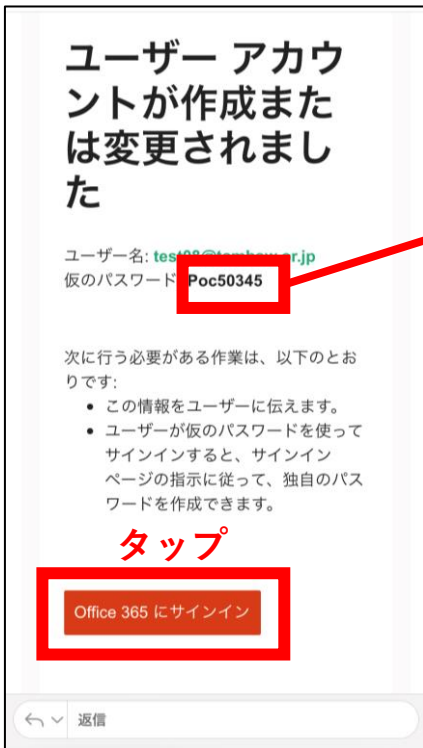 ユーザー アカウ
ントが作成また
は変更されまし
た
ユーザー名:
仮のパスワード Poc50345
次に行う必要がある作業は、以下のとお
りです:
• この情報をユーザーに伝えます。
• ユーザーが仮のパスワードを使って
サインインすると、サインイン
ページの指示に従って、独自のパス
ワードを作成できます。
タップ
Office 365 にサインイン
返信